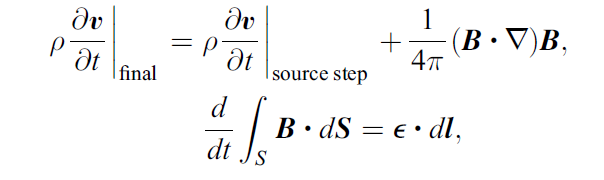 ρ ∂v/∂t |final = ρ ∂v/∂t |source step + 1/4π (B · ∇)B,
d/dt ∫S B · dS = ϵ · dl,